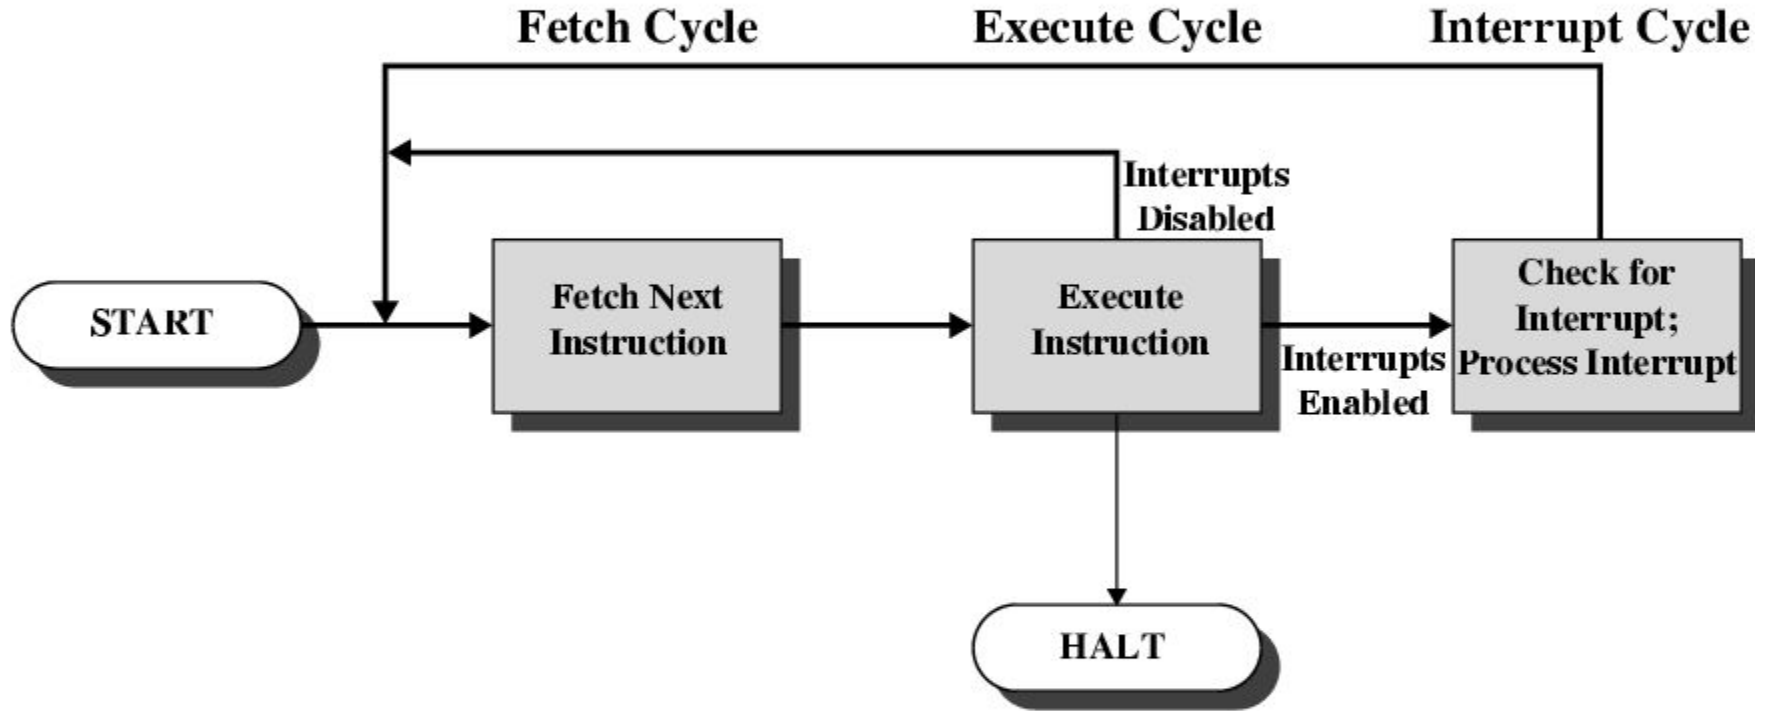 Fetch Cycle
Execute Cycle
Interrupt Cycle
Interrupts
Disabled
START
Fetch Next
Instruction
Execute
Instruction
Interrupts
Enabled
Check for
Interrupt;
Process Interrupt
HALT